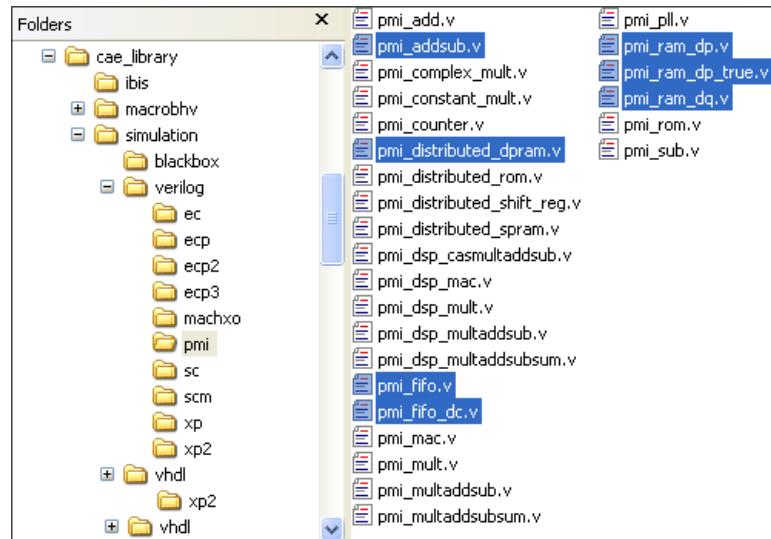 Folders
cae_library
ibis
macrobhv
simulation
blackbox
verilog
ec
ecp
ecp2
ecp3
machxo
pmi
sc
scm
xp
xp2
vhdl
xp2
vhdl
pmi_add.v
pmi_addsub.v
pmi_complex_mult.v
pmi_constant_mult.v
pmi_counter.v
pmi_distributed_dpram.v
pmi_distributed_rom.v
pmi_distributed_shift_reg.v
pmi_distributed_spram.v
pmi_dsp_casmultaddsub.v
pmi_dsp_mac.v
pmi_dsp_mult.v
pmi_dsp_multaddsub.v
pmi_dsp_multaddsubsum.v
pmi_fifo.v
pmi_fifo_dc.v
pmi_mac.v
pmi_mult.v
pmi_multaddsub.v
pmi_multaddsubsum.v
pmi_pll.v
pmi_ram_dp.v
pmi_ram_dp_true.v
pmi_ram_dq.v
pmi_rom.v
pmi_sub.v